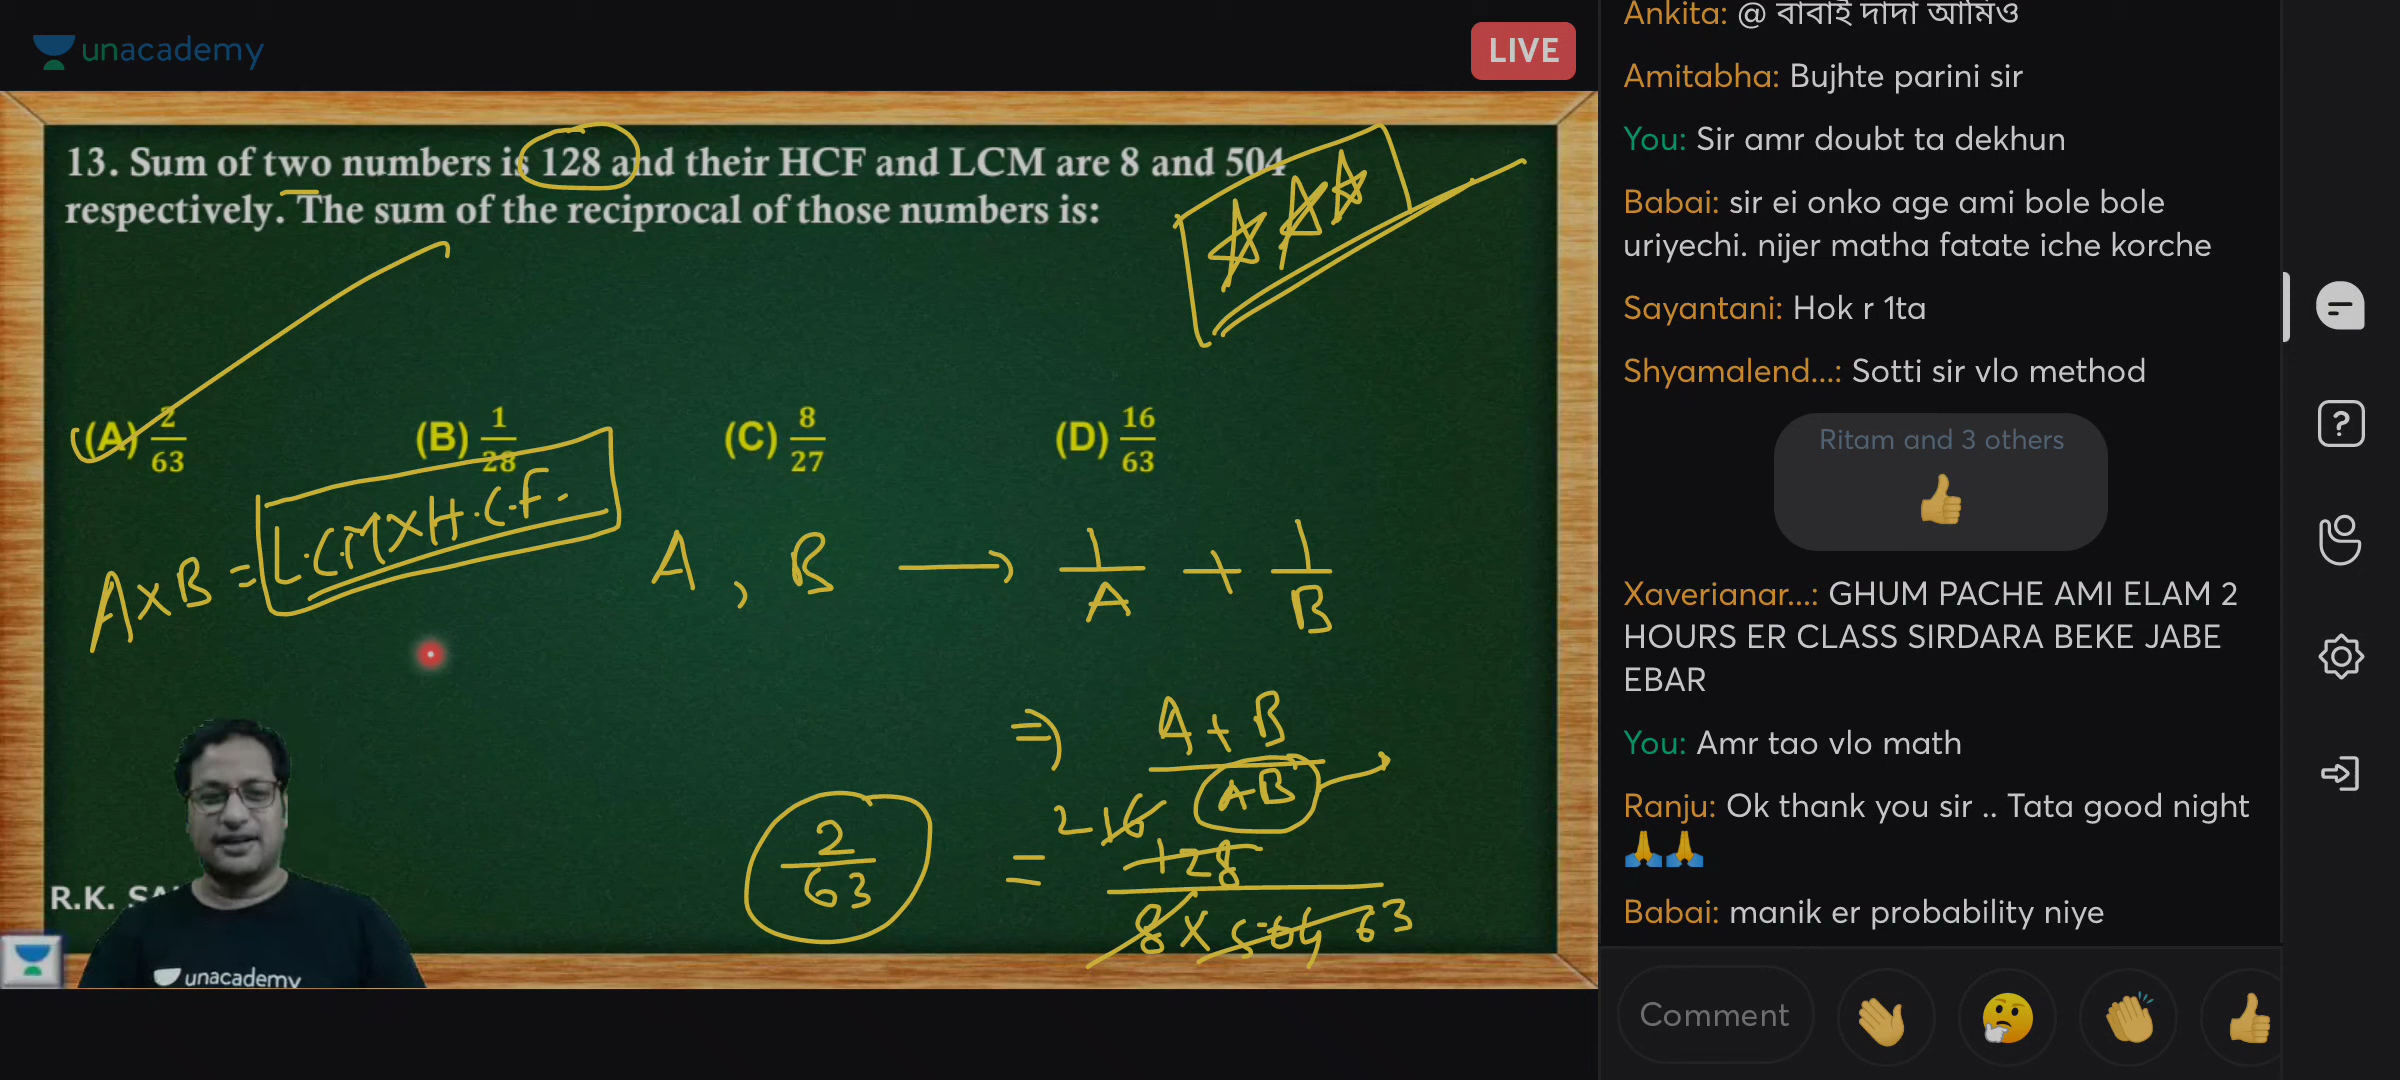 unacademy
LIVE
13. Sum of two numbers is 128 and their HCF and LCM are 8 and 504
respectively. The sum of the reciprocal of those numbers is:
(A) 2/63 (B) 1/28 (C) 8/27 (D) 16/63
A×B = L.C.M×H.C.F.
A, B → 1/A + 1/B
⇒ A+B/AB
2 16
= 128/8×504 63
2/63
R.K.
unacademy
Ankita: @ বাবাই দাদা আমিও
Amitabha: Bujhte parini sir
You: Sir amr doubt ta dekhun
Babai: sir ei onko age ami bole bole
uriyechi. nijer matha fatate iche korche
Sayantani: Hok r 1ta
Shyamalend...: Sotti sir vlo method
Ritam and 3 others
Xaverianar...: GHUM PACHE AMI ELAM 2
HOURS ER CLASS SIRDARA BEKE JABE
EBAR
You: Amr tao vlo math
Ranju: Ok thank you sir .. Tata good night
Babai: manik er probability niye
Comment